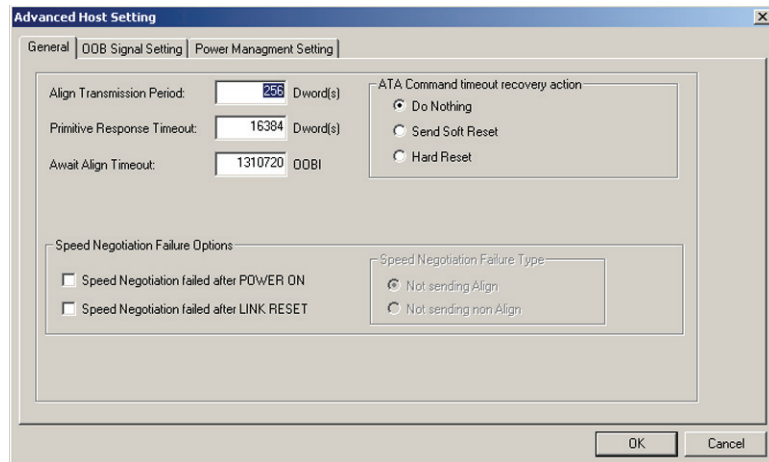 Advanced Host Setting
General
OOB Signal Setting
Power Managment Setting
Align Transmission Period: 256 Dword(s)
Primitive Response Timeout: 16384 Dword(s)
Await Align Timeout: 1310720 OOBI
ATA Command timeout recovery action
Do Nothing
Send Soft Reset
Hard Reset
Speed Negotiation Failure Options
Speed Negotiation failed after POWER ON
Speed Negotiation failed after LINK RESET
Speed Negotiation Failure Type
Not sending Align
Not sending non Align
OK
Cancel